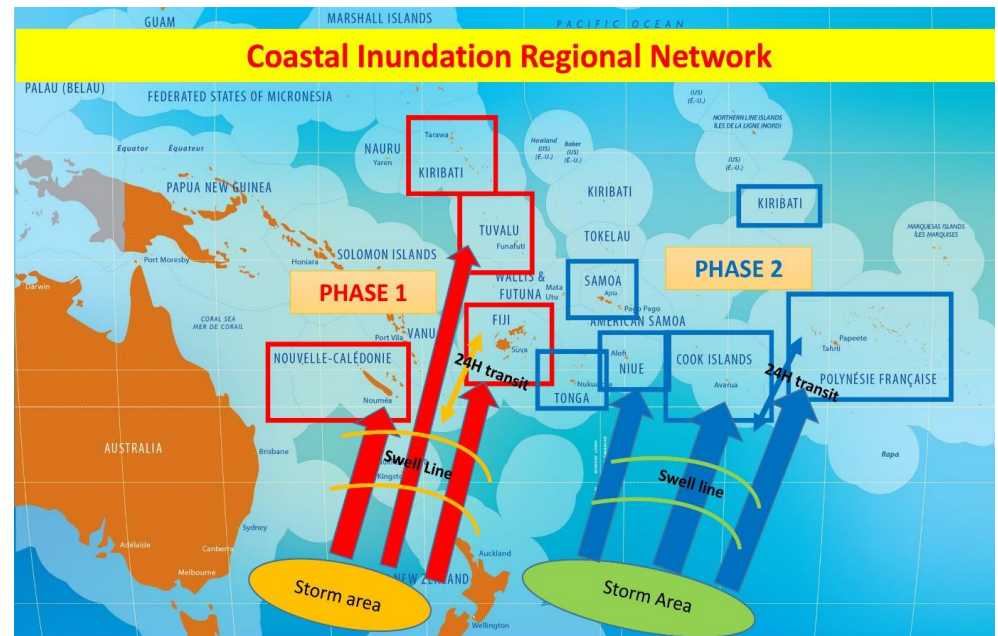 GUAM
MARSHALL ISLANDS
PACIFIC OCEAN
Coastal Inundation Regional Network
PALAU (BELAU)
FEDERATED STATES OF MICRONESIA
(US)
(É.-U.)
NORTHERN LINE ISLANDS
ÎLES DE LA LIGNE (NORD)
Equator
Équateur
NAURU
Yaren
Tarawa
KIRIBATI
Howland
(US)
(É.-U.)
Baker
(US)
(É.-U.)
(US)
(É.-U.)
PAPUA NEW GUINEA
KIRIBATI
KIRIBATI
TUVALU
Funafuti
TOKELAU
MARQUESAS ISLANDS
ÎLES MARQUISES
Port Moresby
Honiara
SOLOMON ISLANDS
Darwin
PHASE 1
WALLIS &
FUTUNA
Mata
Utu
SAMOA
Apia
PHASE 2
Pago Pago
AMERICAN SAMOA
CORAL SEA
MER DE CORAIL
Port Vila
VANU
FIJI
Suva
Papeete
Tahiti
NOUVELLE-CALÉDONIE
Nouméa
24H transit
Alofi
NIUE
COOK ISLANDS
Avarua
24H transit
POLYNÉSIE FRANÇAISE
TONGA
AUSTRALIA
Brisbane
Swell Line
Kingst
Swell line
Rapa
Sydney
Adélaïde
Canberra
Melbourne
Auckland
NEW ZEALAND
Storm area
Storm Area
Wellington